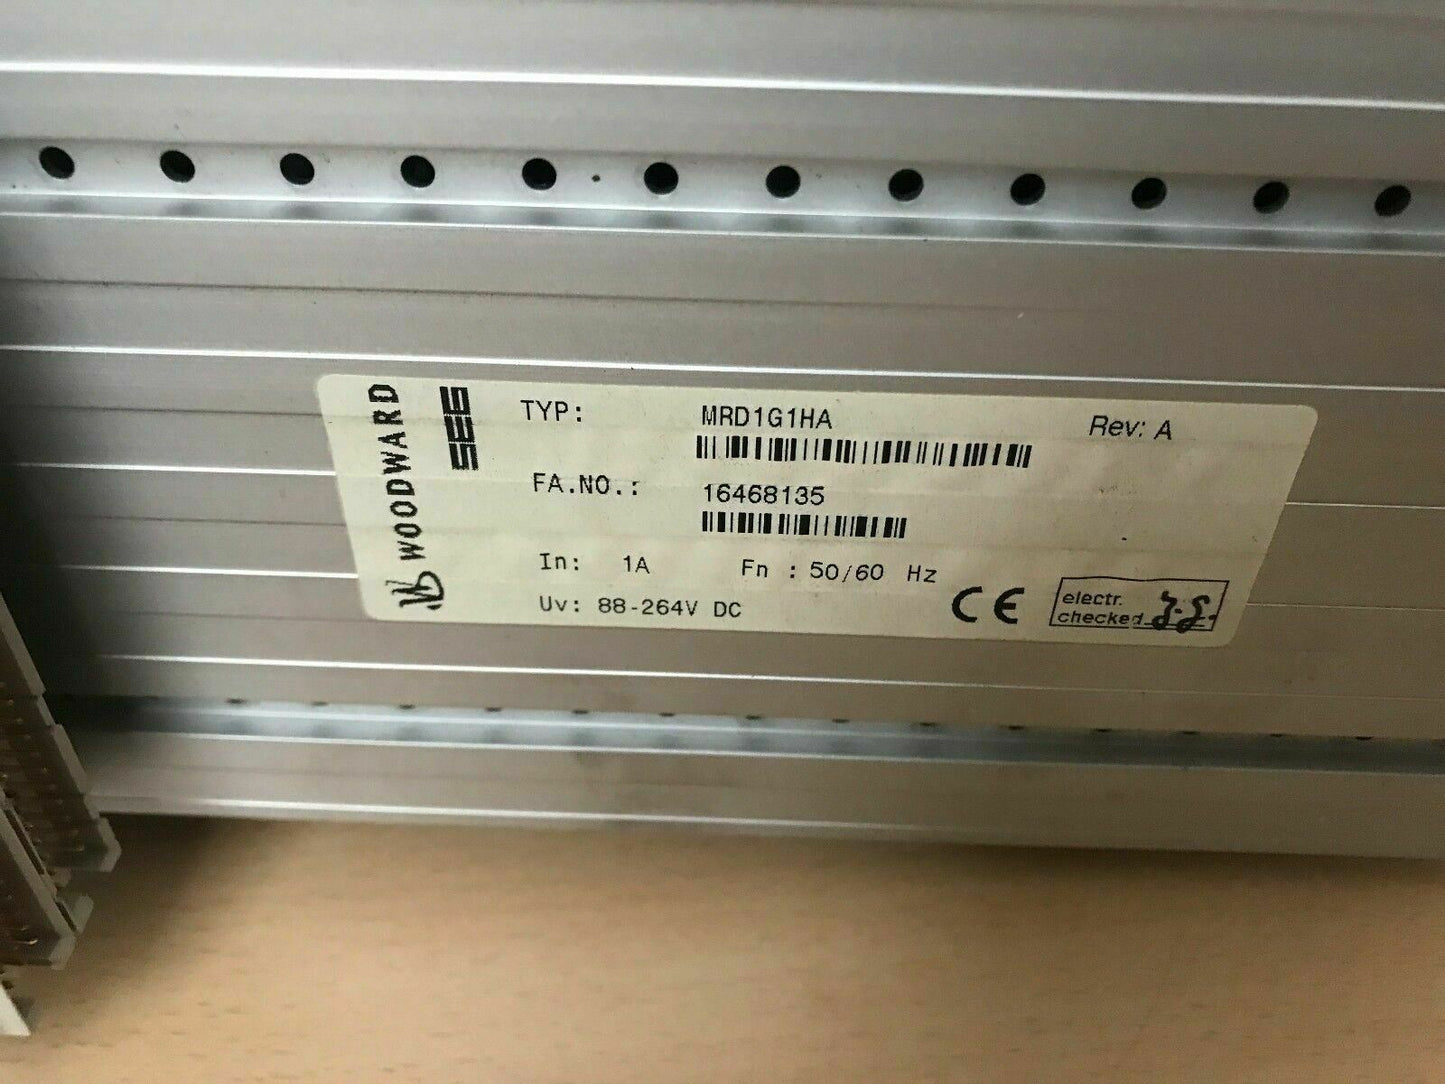 WOODWARD
SEG
TYP: MRD1G1HA Rev: A
FA.NO.: 16468135
In: 1A Fn : 50/60 Hz
Uv: 88-264V DC
CE
electr.
checked